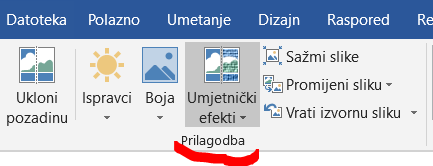 Datoteka Polazno Umetanje Dizajn Raspored
Ukloni pozadinu
Ispravci
Boja
Umjetnički efekti
Sažmi slike
Promijeni sliku
Vrati izvornu sliku
Prilagodba